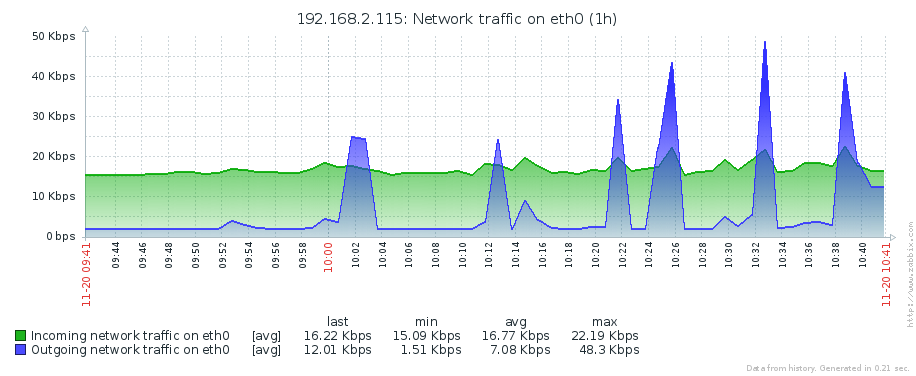 192.168.2.115: Network traffic on eth0 (1h)
50 Kbps
40 Kbps
30 Kbps
20 Kbps
10 Kbps
0 bps
11-20 09:41 09:44 09:46 09:48 09:50 09:52 09:54 09:56 09:58 10:00 10:02 10:04 10:06 10:08 10:10 10:12 10:14 10:16 10:18 10:20 10:22 10:24 10:26 10:28 10:30 10:32 10:34 10:36 10:38 10:40 11-20 10:41
last min avg max
Incoming network traffic on eth0 [avg] 16.22 Kbps 15.09 Kbps 16.77 Kbps 22.19 Kbps
Outgoing network traffic on eth0 [avg] 12.01 Kbps 1.51 Kbps 7.08 Kbps 48.3 Kbps
https://www.zabbix.com
Data from history. Generated in 0.21 sec.